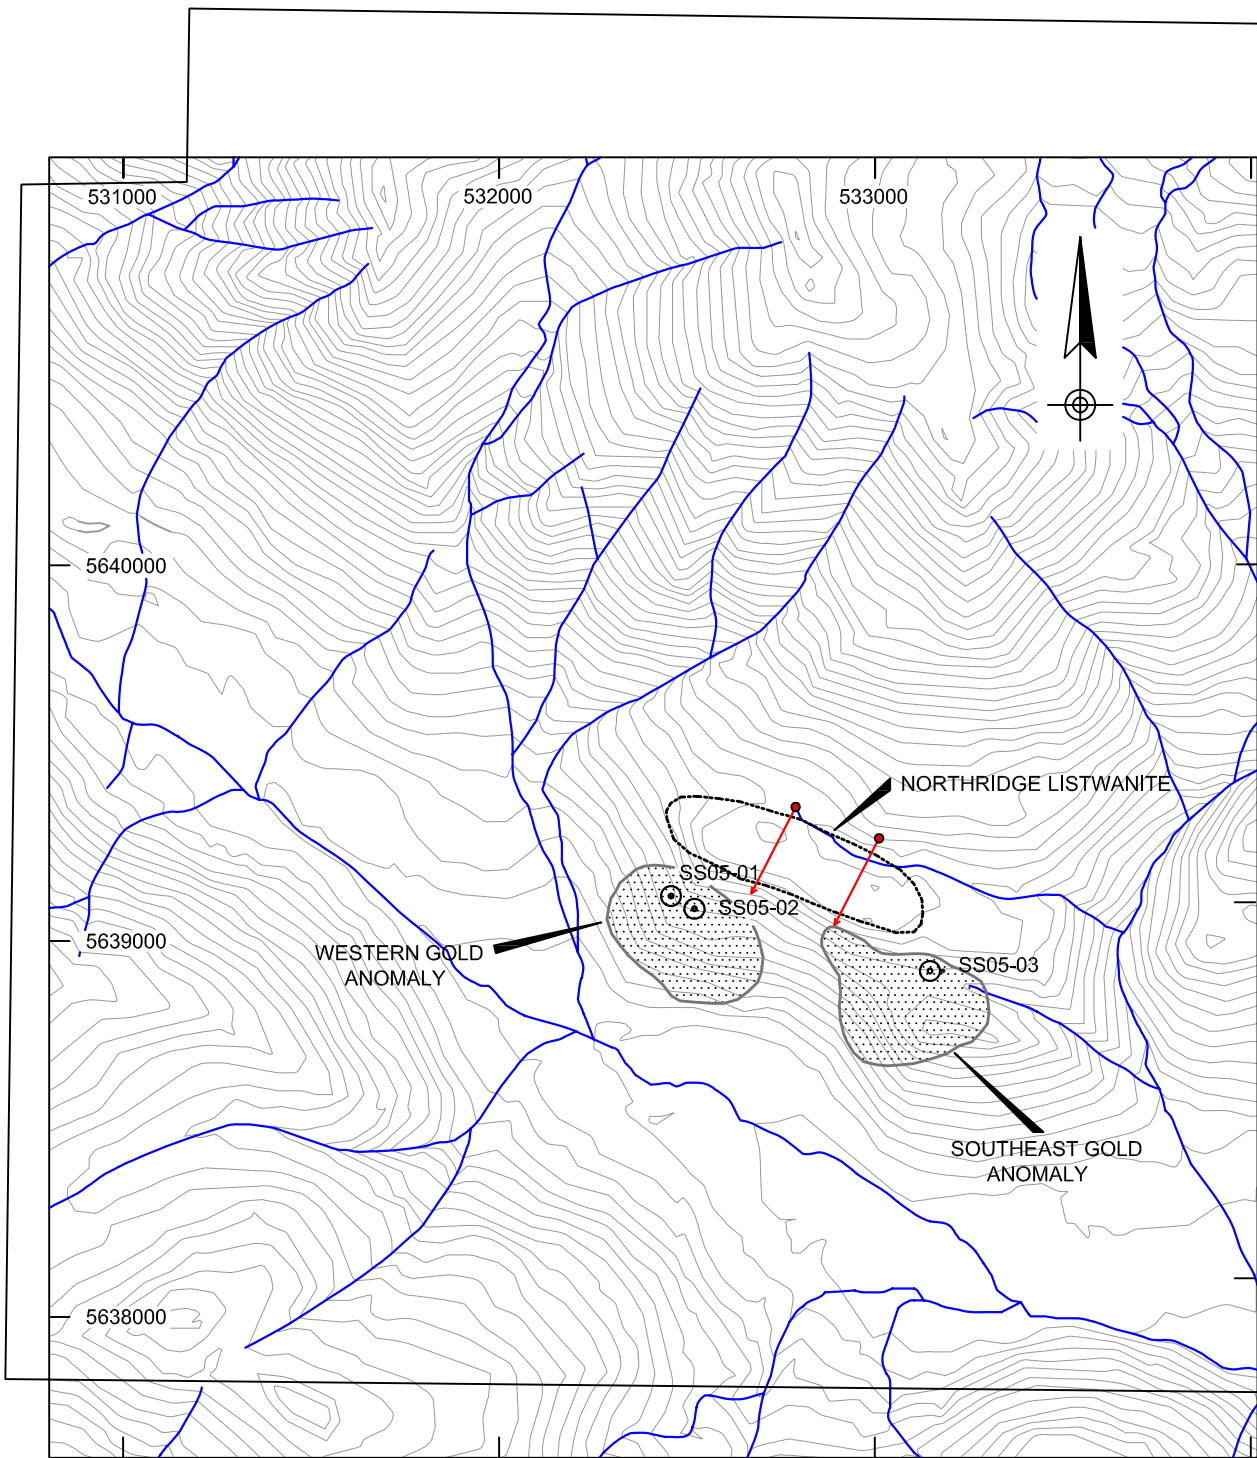 531000
532000
533000
5640000
NORTHRIDGE LISTWANITE
SS05-01
SS05-02
5639000
WESTERN GOLD
ANOMALY
SS05-03
SOUTHEAST GOLD
ANOMALY
5638000